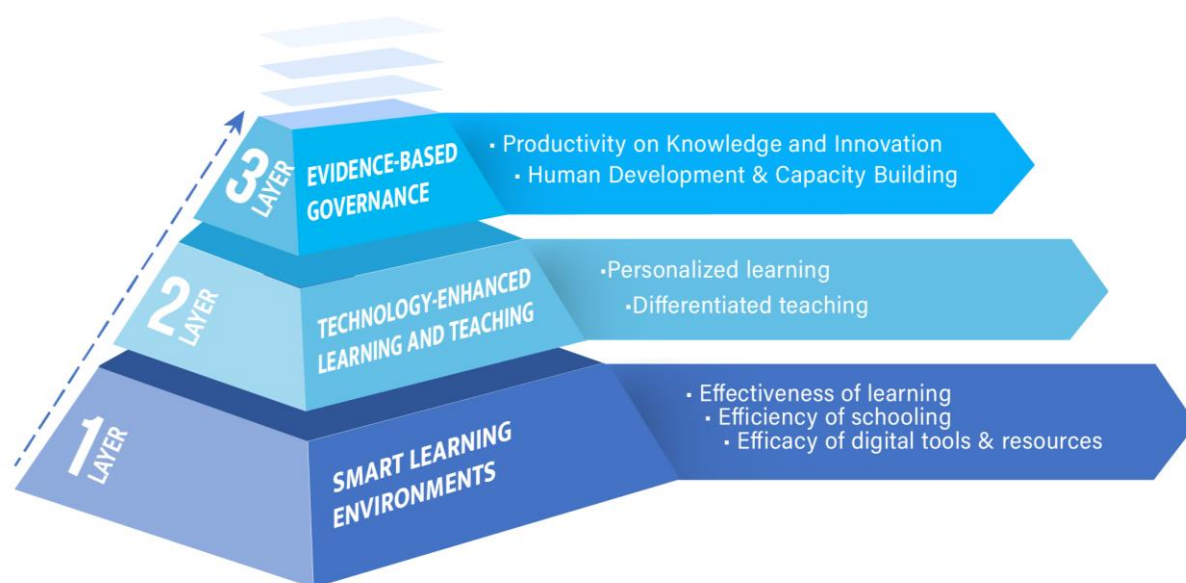 3
LAYER
EVIDENCE-BASED
GOVERNANCE
▪ Productivity on Knowledge and Innovation
▪ Human Development & Capacity Building
2
LAYER
TECHNOLOGY-ENHANCED
LEARNING AND TEACHING
▪Personalized learning
▪Differentiated teaching
1
LAYER
SMART LEARNING
ENVIRONMENTS
▪ Effectiveness of learning
▪ Efficiency of schooling
▪ Efficacy of digital tools & resources